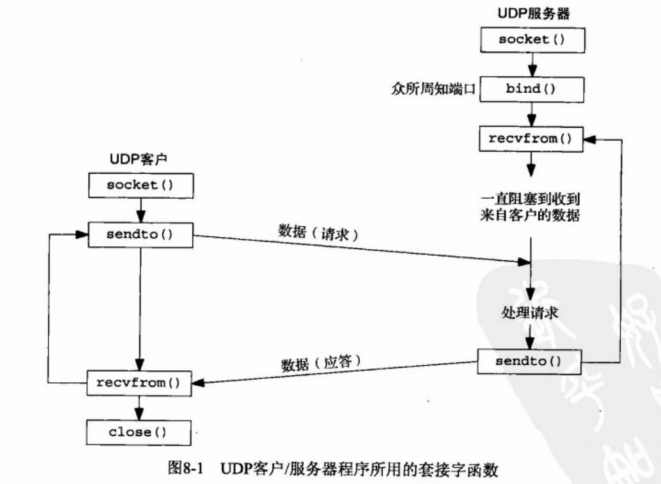 UDP服务器
socket()
众所周知端口
bind()
recvfrom()
UDP客户
socket()
一直阻塞到收到
来自客户的数据
sendto()
数据（请求）
处理请求
数据（应答）
sendto()
recvfrom()
close()
图8-1 UDP客户/服务器程序所用的套接字函数